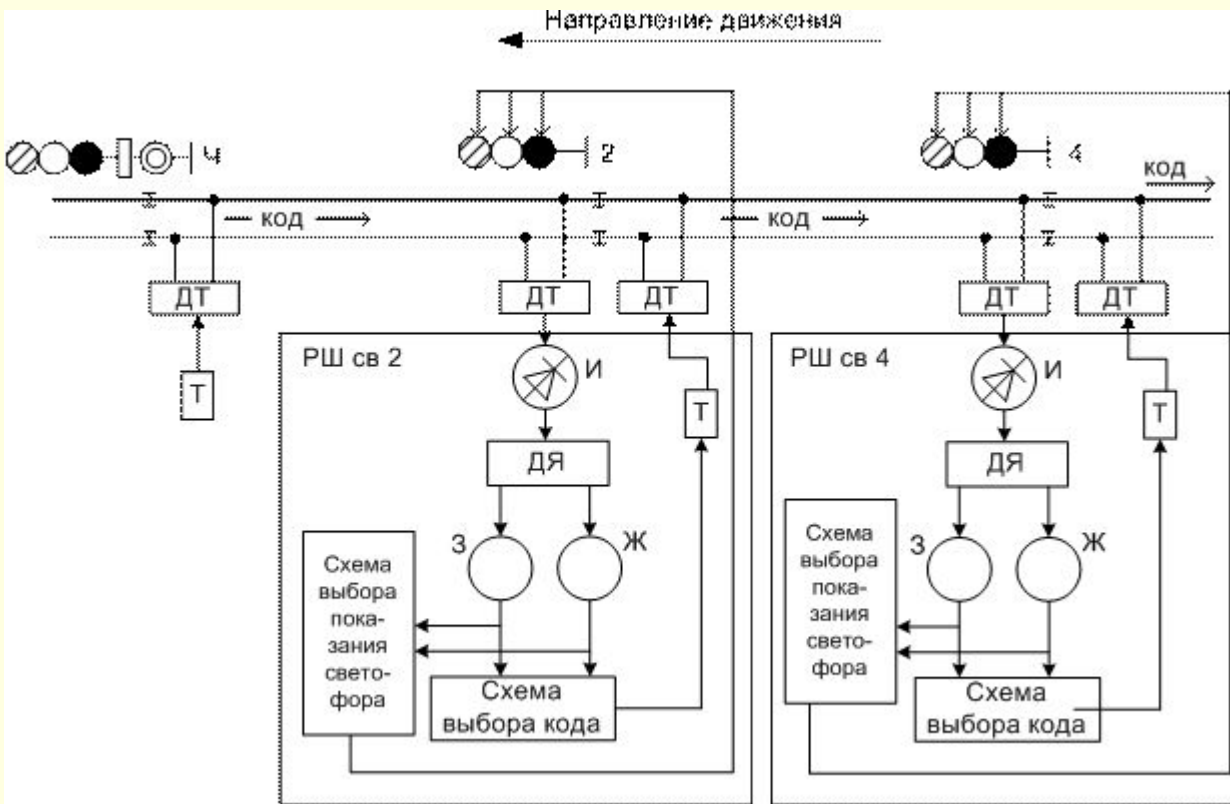 Направление движения
Ч
2
4
код
код
код
ДТ
ДТ
ДТ
ДТ
ДТ
Т
РШ св 2
И
Т
ДЯ
З
Ж
Схема
выбора
пока-
зания
свето-
фора
Схема
выбора кода
РШ св 4
И
Т
ДЯ
З
Ж
Схема
выбора
пока-
зания
свето-
фора
Схема
выбора кода